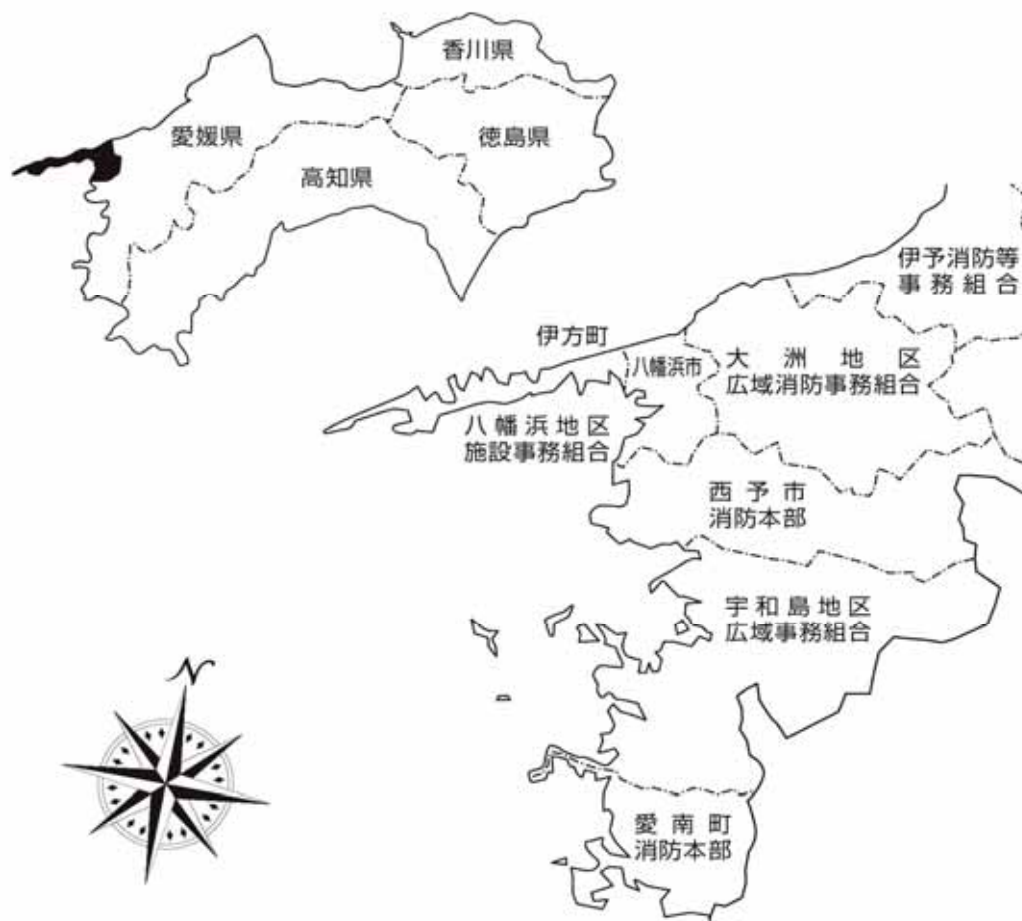 香川県
愛媛県
徳島県
高知県
伊予消防等
事務組合
伊方町
八幡浜市
大洲地区
広域消防事務組合
八幡浜地区
施設事務組合
西予市
消防本部
宇和島地区
広域事務組合
N
愛南町
消防本部